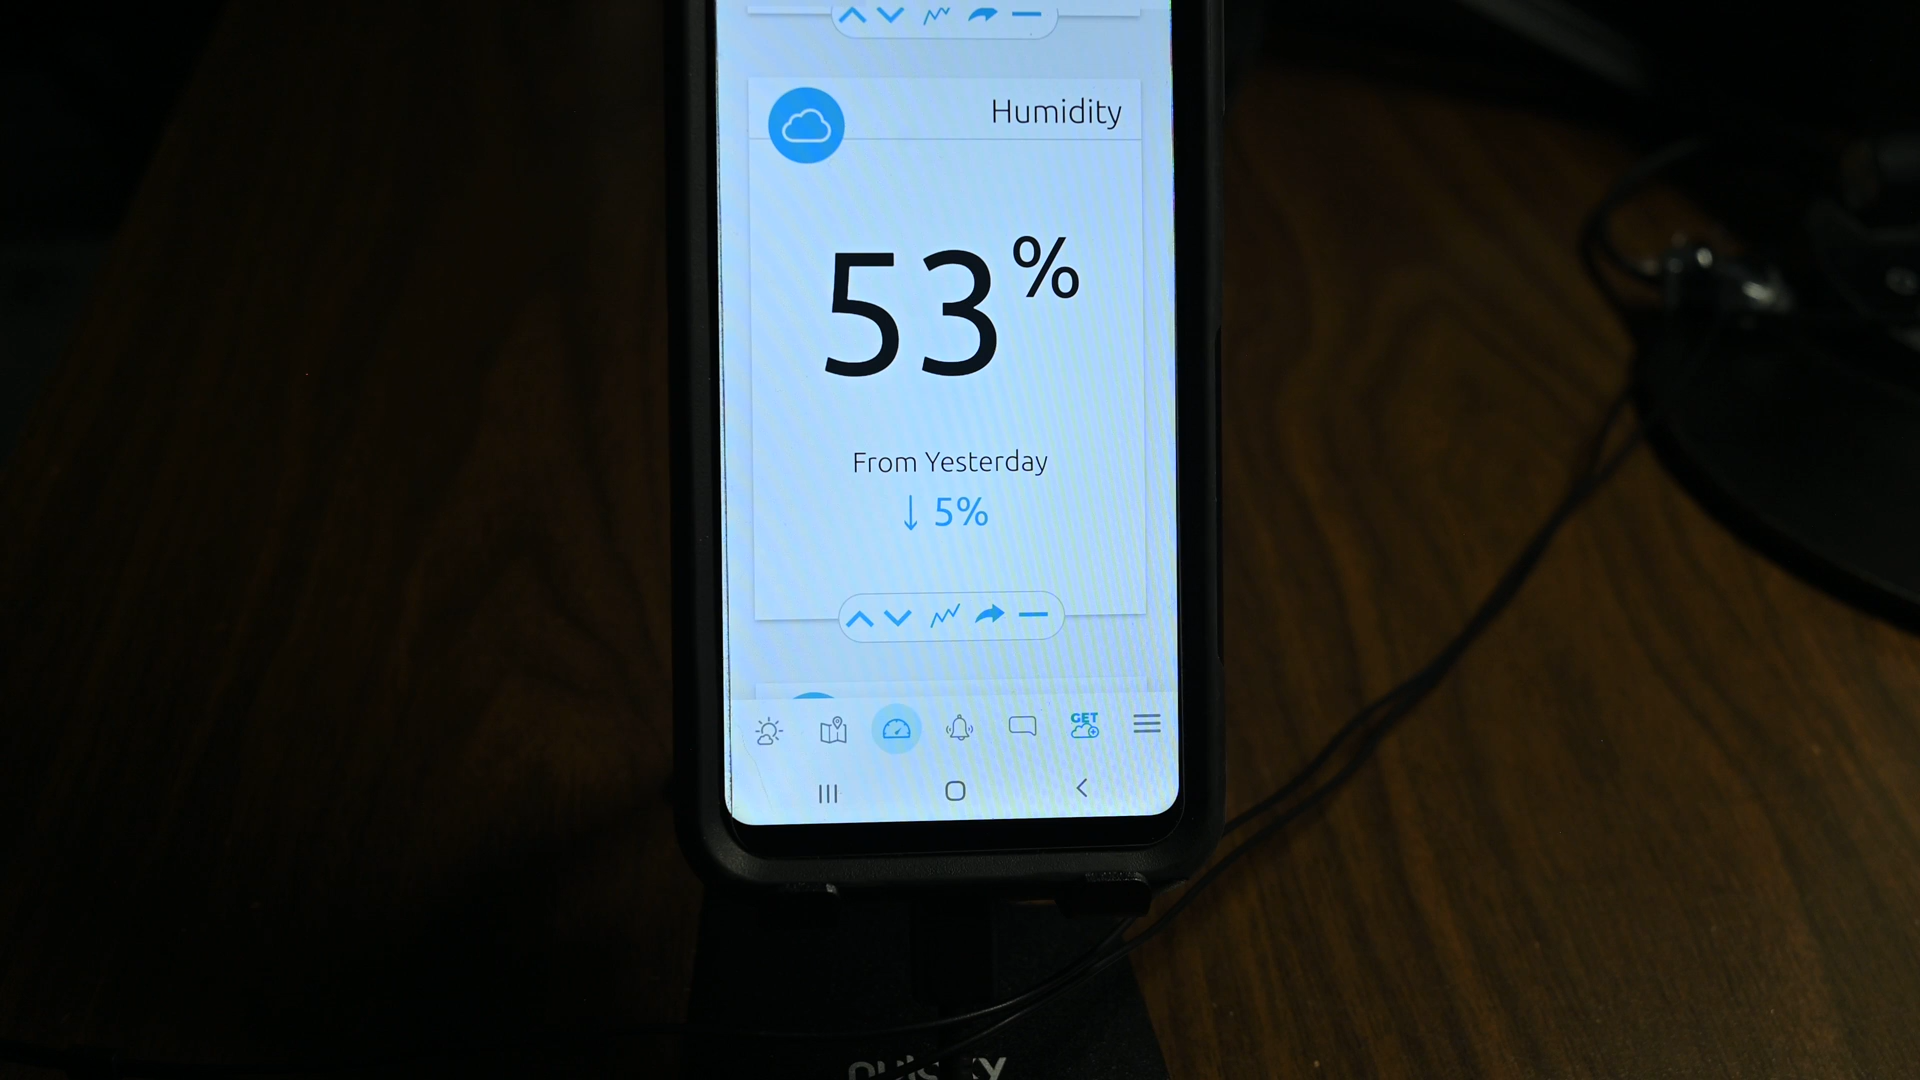 Humidity
53%
From Yesterday
↓ 5%
GET